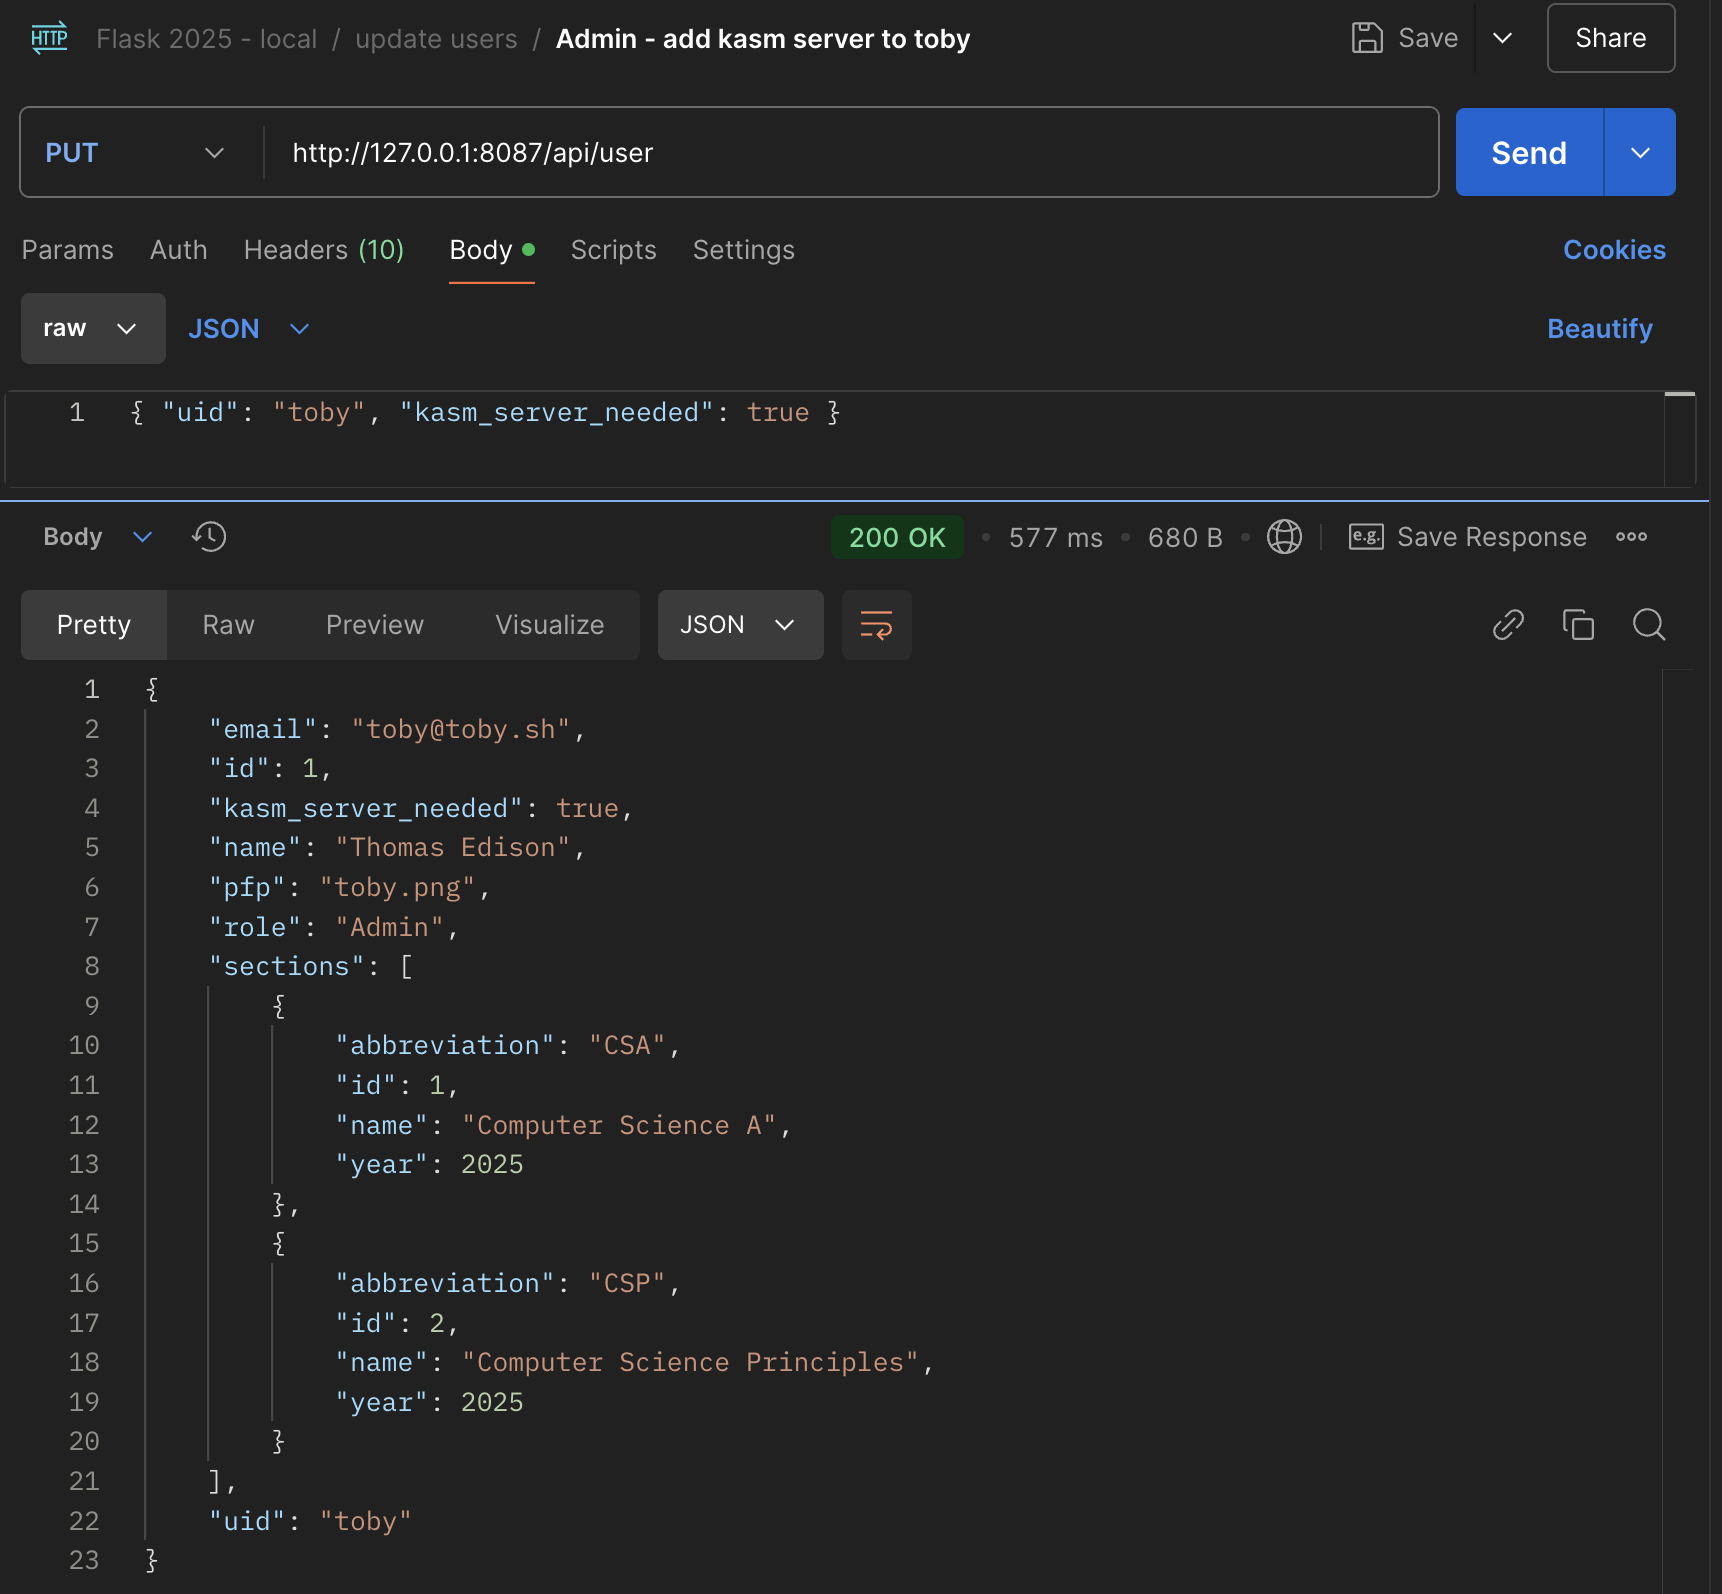 HTTP Flask 2025 - local / update users / Admin - add kasm server to toby Save Share
PUT http://127.0.0.1:8087/api/user Send
Params Auth Headers (10) Body Scripts Settings Cookies
raw JSON Beautify
1 { "uid": "toby", "kasm_server_needed": true }
Body 200 OK • 577 ms • 680 B • e.g. Save Response
Pretty Raw Preview Visualize JSON
1 {
2 "email": "toby@toby.sh",
3 "id": 1,
4 "kasm_server_needed": true,
5 "name": "Thomas Edison",
6 "pfp": "toby.png",
7 "role": "Admin",
8 "sections": [
9 {
10 "abbreviation": "CSA",
11 "id": 1,
12 "name": "Computer Science A",
13 "year": 2025
14 },
15 {
16 "abbreviation": "CSP",
17 "id": 2,
18 "name": "Computer Science Principles",
19 "year": 2025
20 }
21 ],
22 "uid": "toby"
23 }